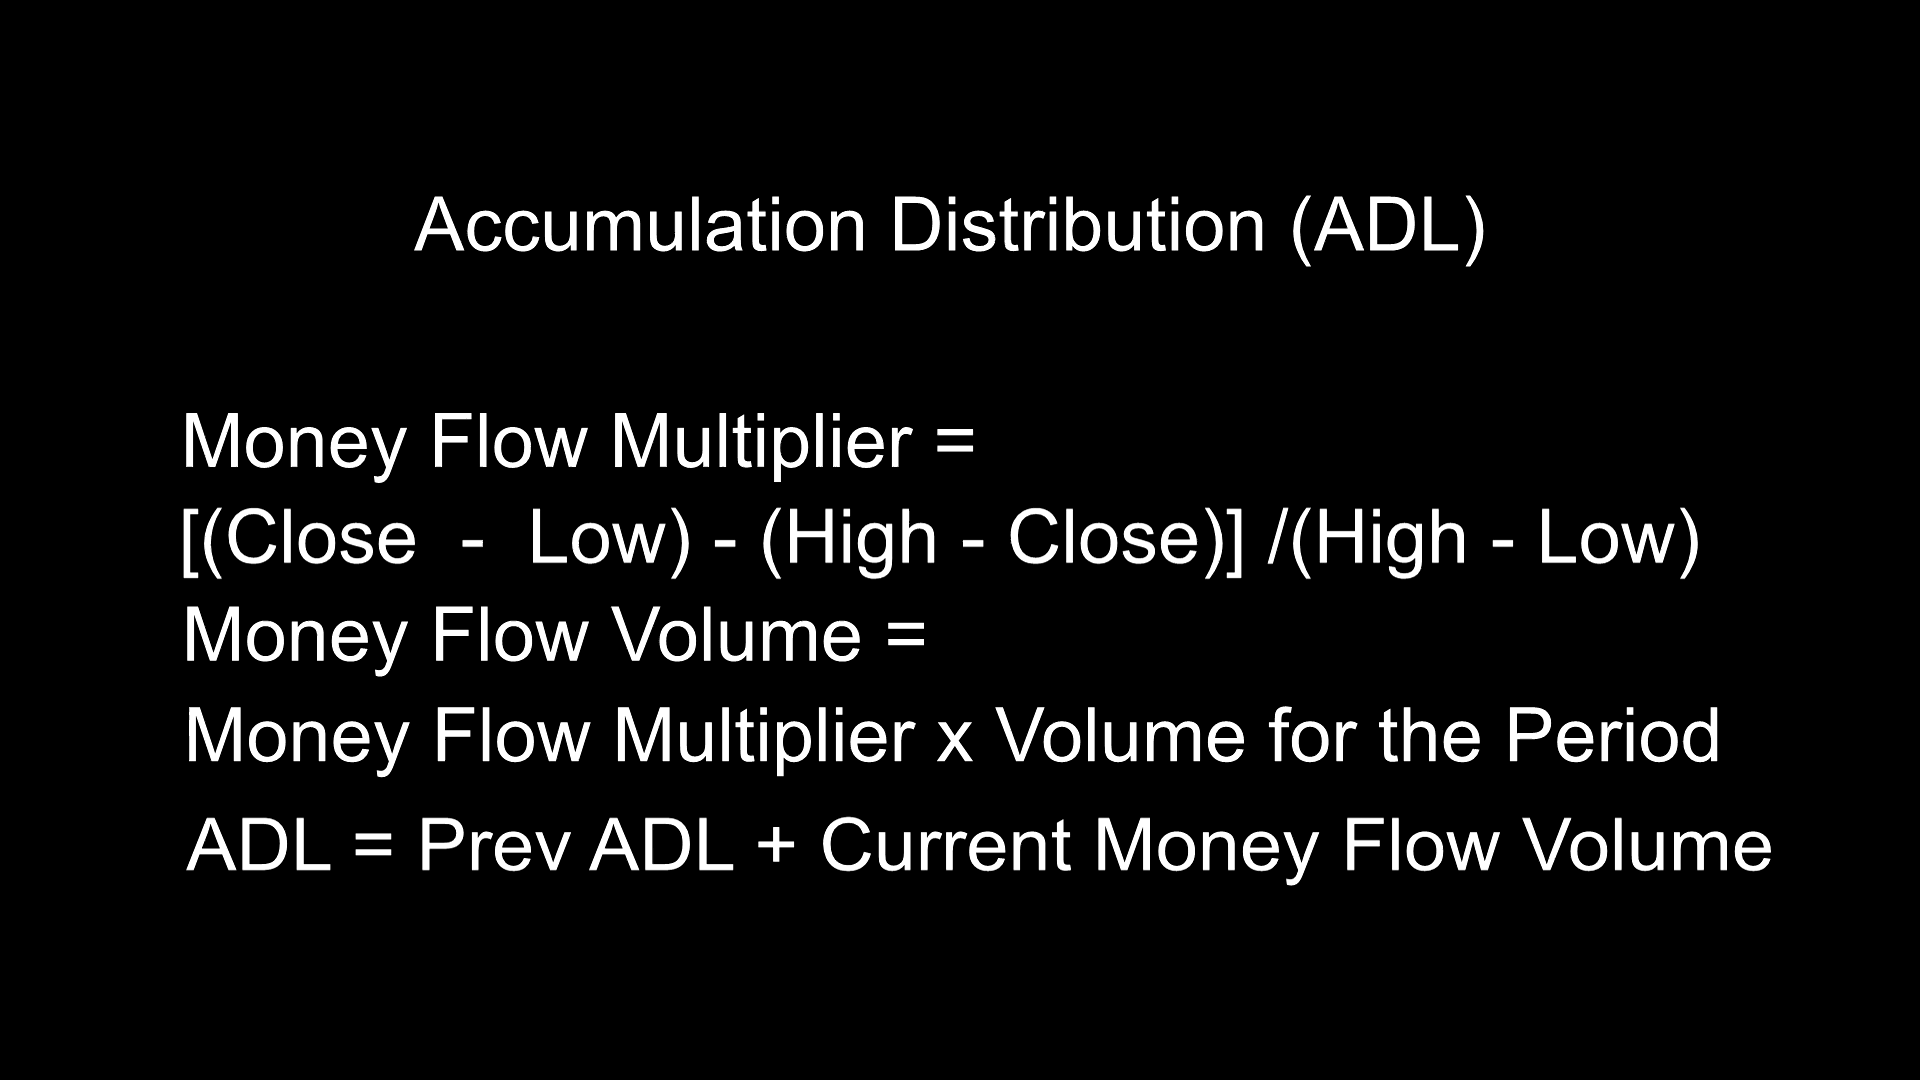 Accumulation Distribution (ADL)
Money Flow Multiplier =
[(Close - Low) - (High - Close)] /(High - Low)
Money Flow Volume =
Money Flow Multiplier x Volume for the Period
ADL = Prev ADL + Current Money Flow Volume